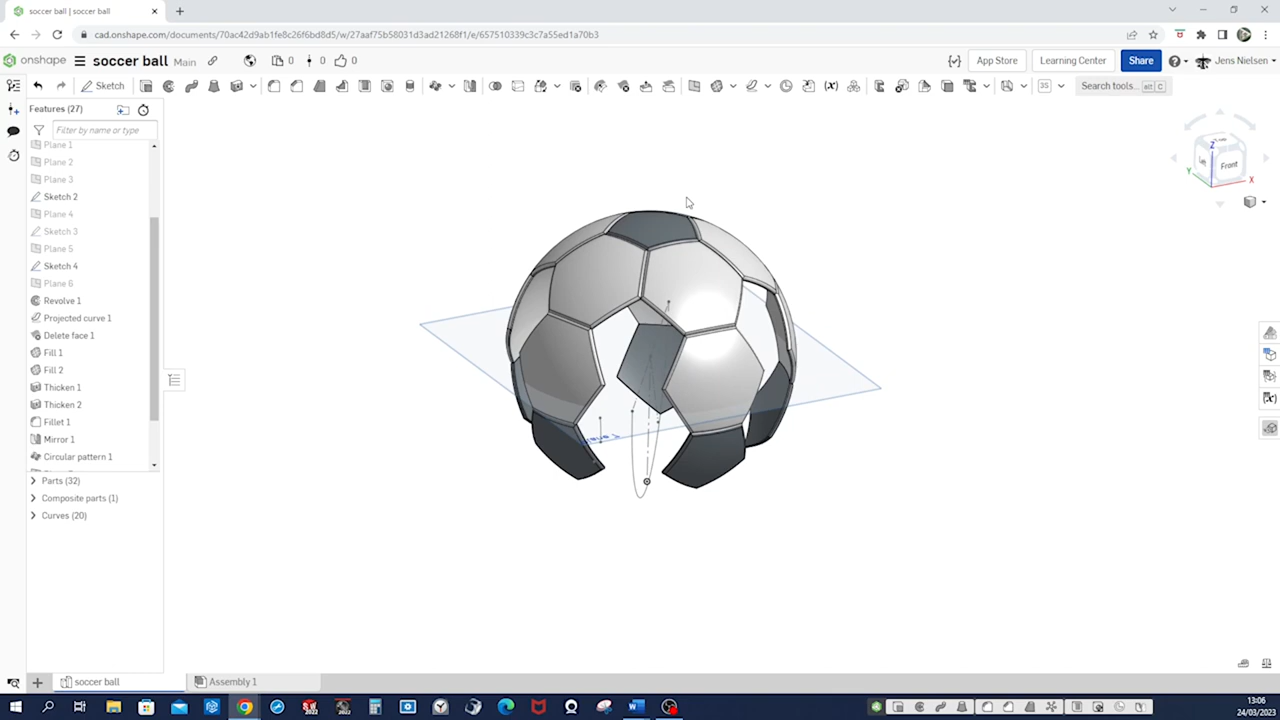 soccer ball
cad.onshape.com/documents/70ac42d9ab1fe8c26f6bd8d5/w/27aaf75b58031d3ad21268f1/e/657510339c3c7a55ed1a70b3
onshape soccer ball Main 0 0 0 App Store Learning Center Share Jens Nielsen
Sketch 35 Search tools... alt C
Features (27)
Filter by name or type
Plane 1
Plane 2
Plane 3
Sketch 2
Plane 4
Sketch 3
Plane 5
Sketch 4
Plane 6
Revolve 1
Projected curve 1
Delete face 1
Fill 1
Fill 2
Thicken 1
Thicken 2
Fillet 1
Mirror 1
Circular pattern 1
Parts (32)
Composite parts (1)
Curves (20)
Z
Front
Y
X
soccer ball Assembly 1
13:06
24/03/2023